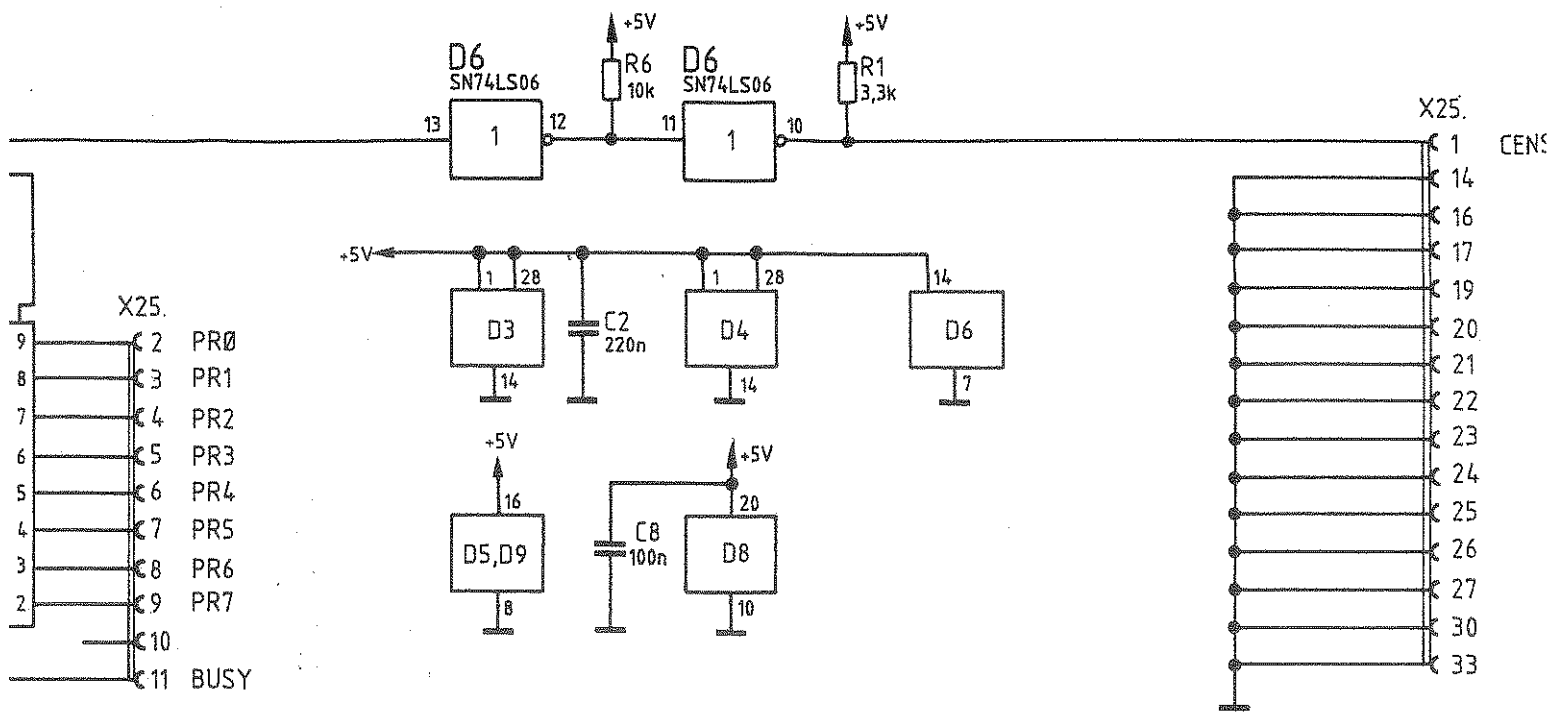 +5V
+5V
D6
SN74LS06
R6
10k
D6
SN74LS06
R1
3,3k
13
1
12
11
1
10
X25.
1 CENS
14
16
17
19
20
21
22
23
24
25
26
27
30
33
+5V
1
28
1
28
14
D3
C2
220n
D4
D6
14
14
7
X25.
9 2 PRØ
8 3 PR1
7 4 PR2
6 5 PR3
5 6 PR4
4 7 PR5
3 8 PR6
2 9 PR7
10
11 BUSY
+5V
16
D5,D9
8
+5V
20
C8
100n
D8
10